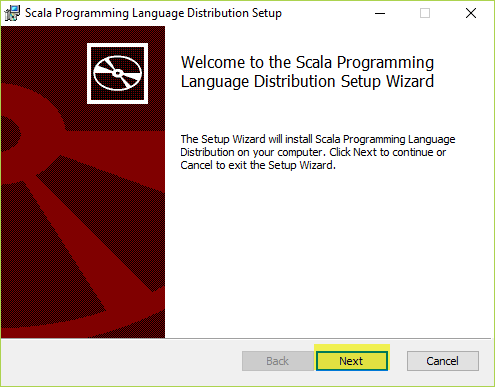 Scala Programming Language Distribution Setup
Welcome to the Scala Programming
Language Distribution Setup Wizard
The Setup Wizard will install Scala Programming Language
Distribution on your computer. Click Next to continue or
Cancel to exit the Setup Wizard.
Back
Next
Cancel